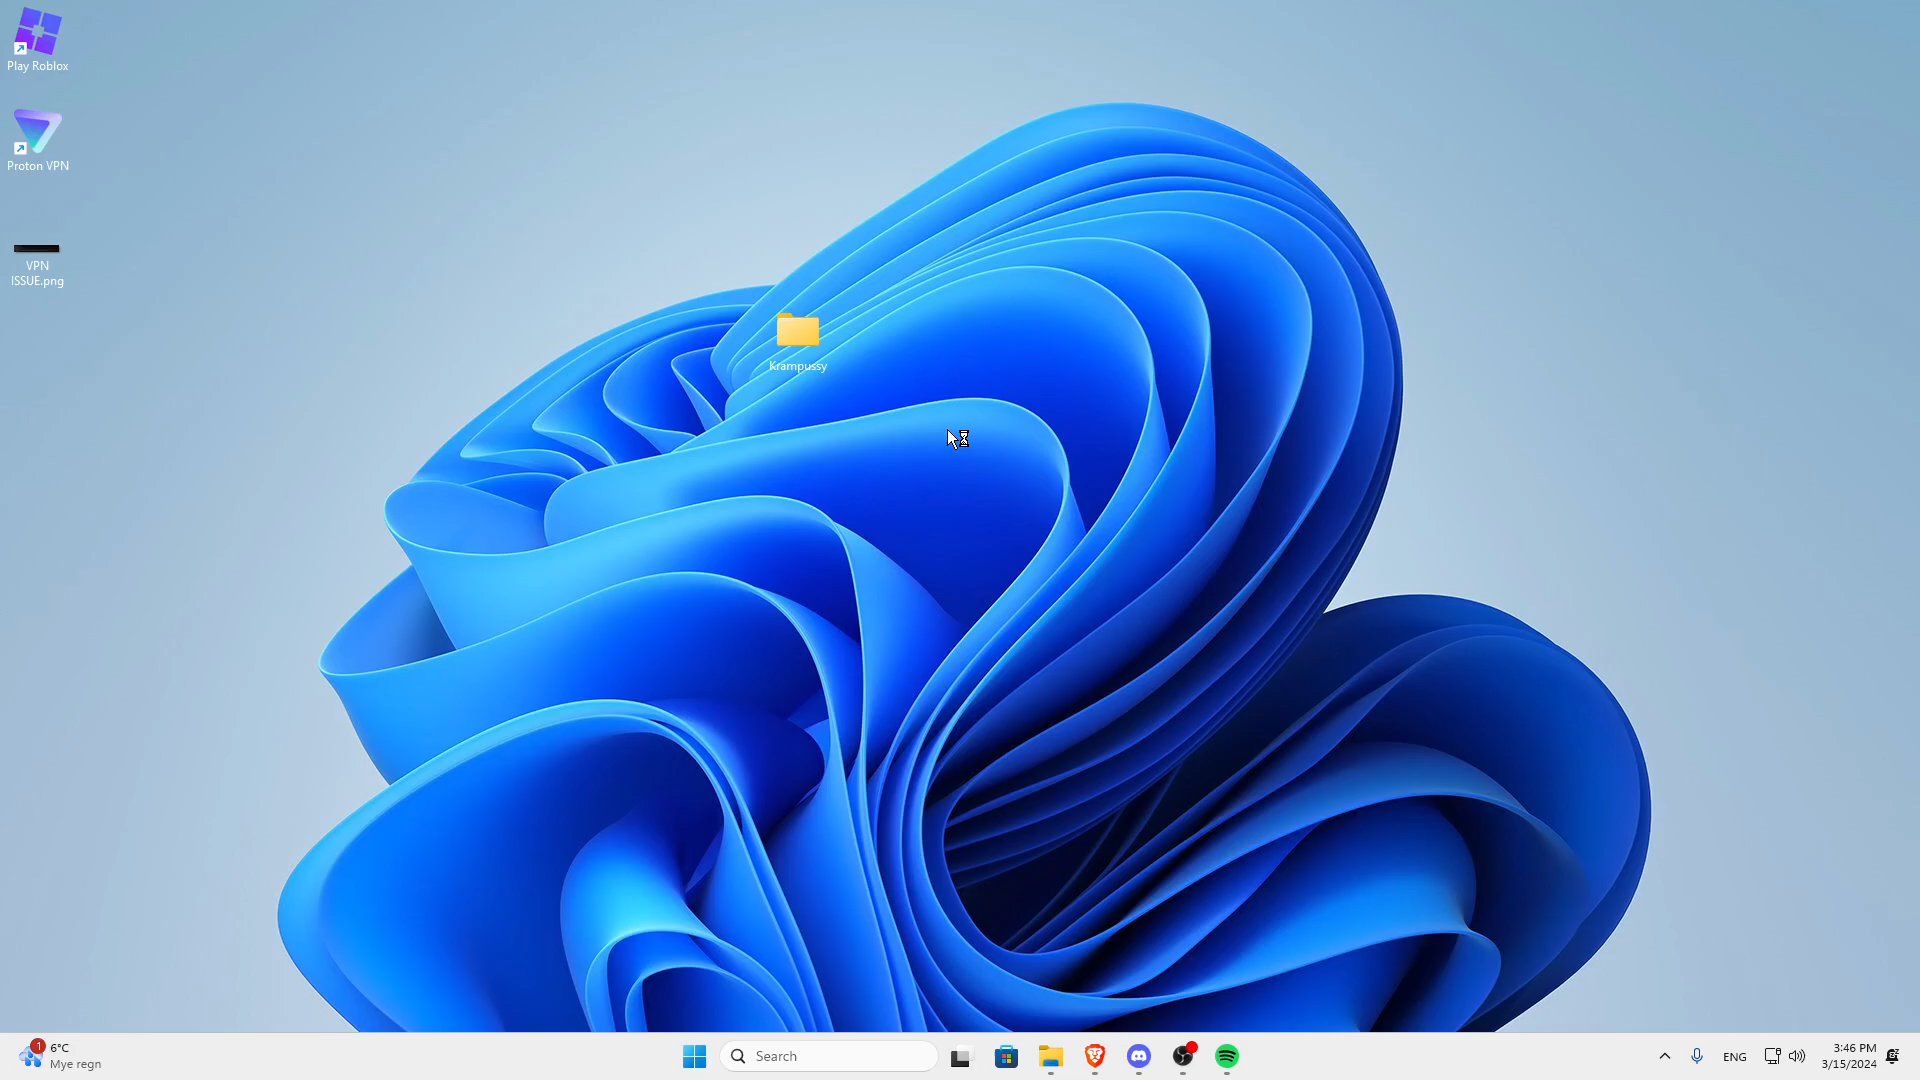 Play Roblox
Proton VPN
VPN
ISSUE.png
Krampussy
1
6°C
Mye regn
Search
ENG
3:46 PM
3/15/2024